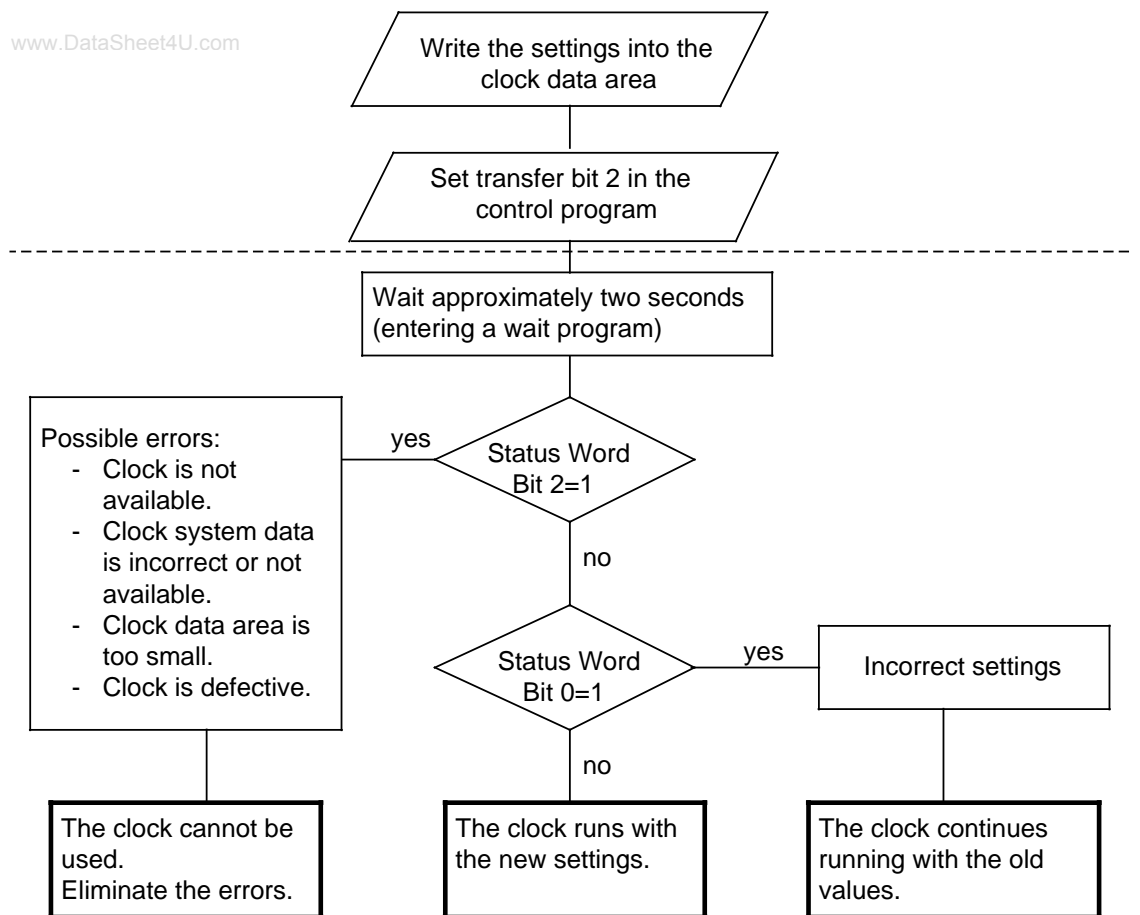 www.DataSheet4U.com
Write the settings into the
clock data area
Set transfer bit 2 in the
control program
Wait approximately two seconds
(entering a wait program)
Possible errors:
- Clock is not
available.
- Clock system data
is incorrect or not
available.
- Clock data area is
too small.
- Clock is defective.
yes
Status Word
Bit 2=1
no
Status Word
Bit 0=1
yes
Incorrect settings
no
The clock cannot be
used.
Eliminate the errors.
The clock runs with
the new settings.
The clock continues
running with the old
values.